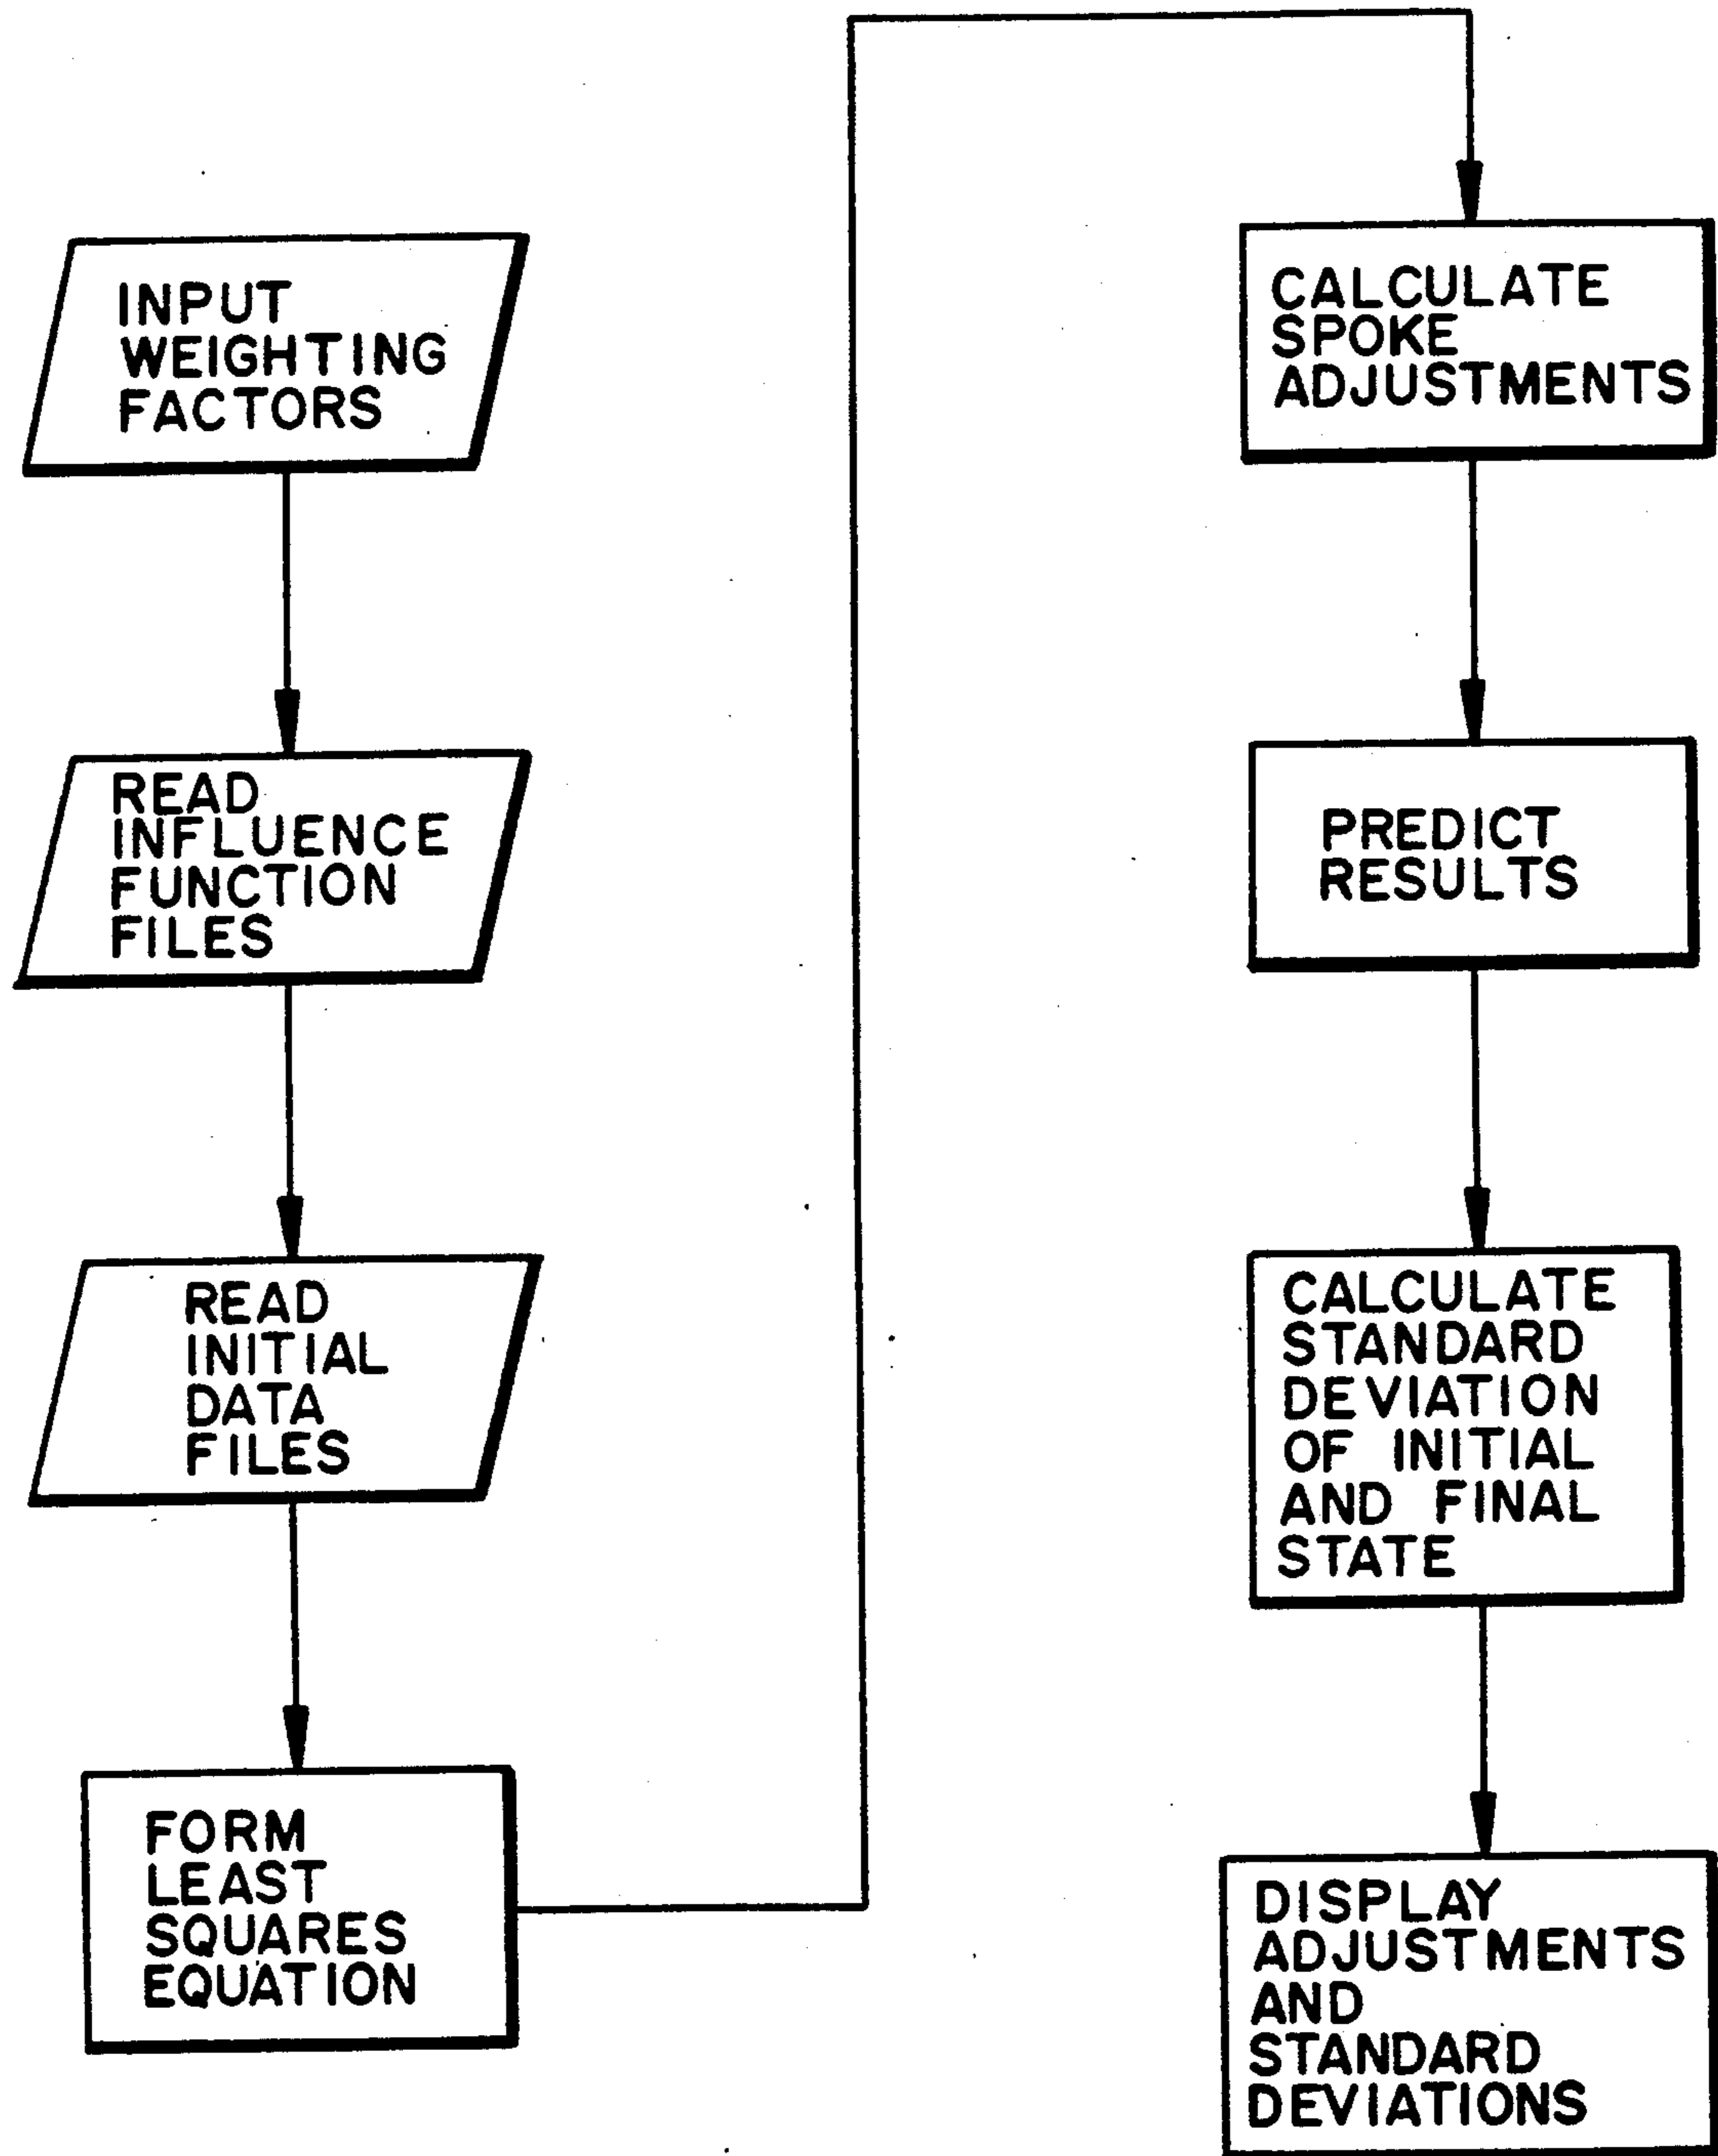 INPUT
WEIGHTING
FACTORS
READ
INFLUENCE
FUNCTION
FILES
READ
INITIAL
DATA
FILES
FORM
LEAST
SQUARES
EQUATION
CALCULATE
SPOKE
ADJUSTMENTS
PREDICT
RESULTS
CALCULATE
STANDARD
DEVIATION
OF INITIAL
AND FINAL
STATE
DISPLAY
ADJUSTMENTS
AND
STANDARD
DEVIATIONS